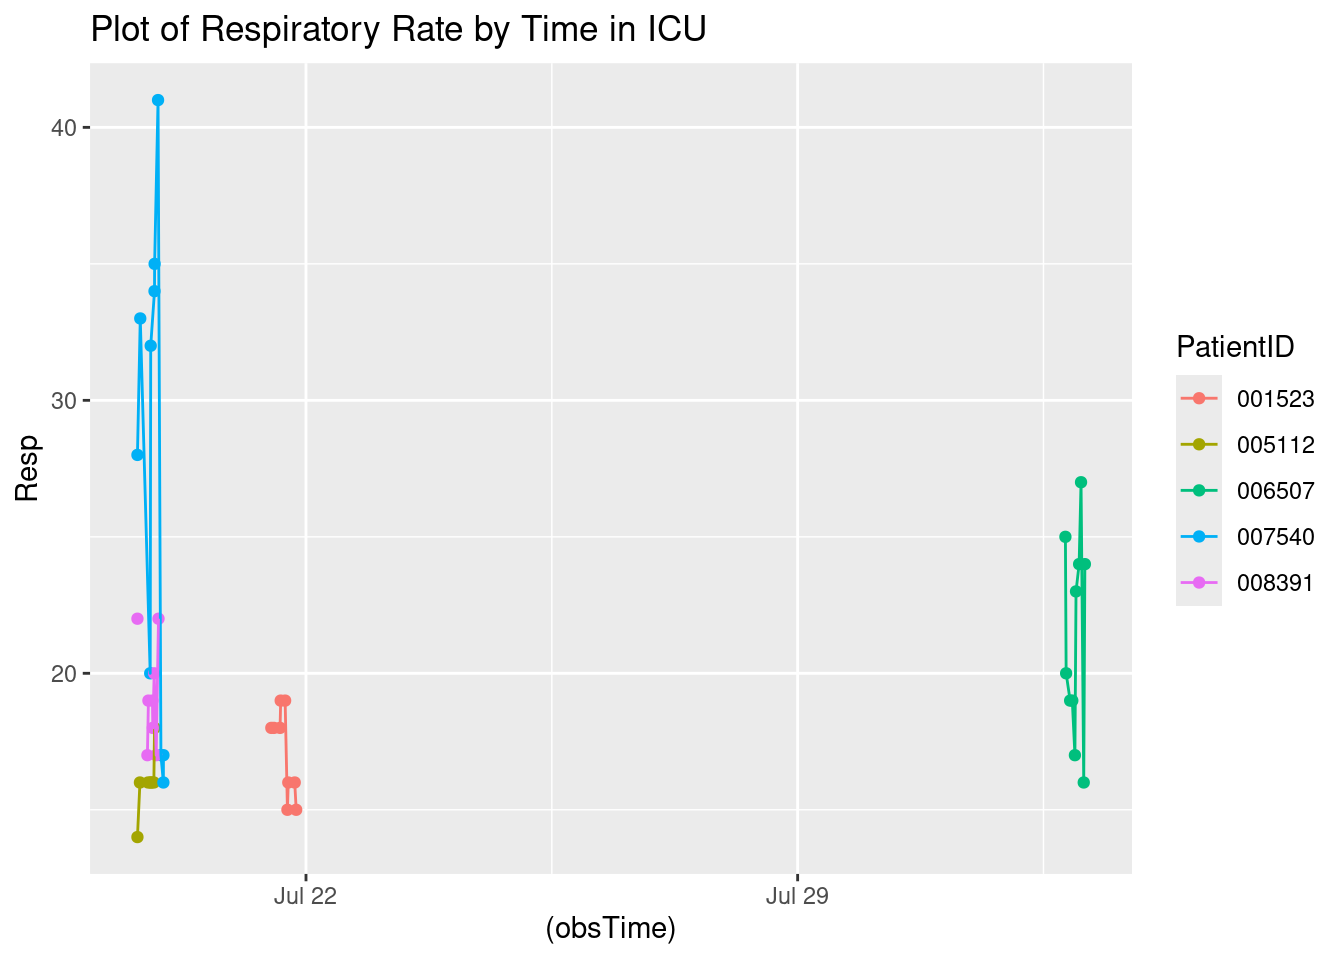 Plot of Respiratory Rate by Time in ICU
40
30
20
Resp
Jul 22
Jul 29
(obsTime)
PatientID
001523
005112
006507
007540
008391